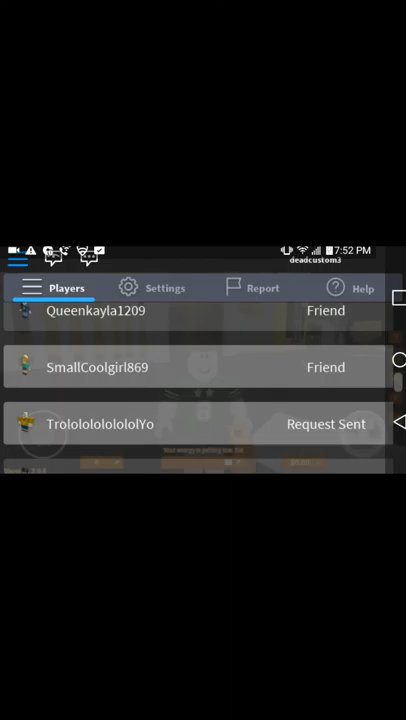 7:52 PM
deadcustom3
Players Settings Report Help
Queenkayla1209 Friend
SmallCoolgirl869 Friend
TrolololololololYo Request Sent
Your energy is getting low. Eat